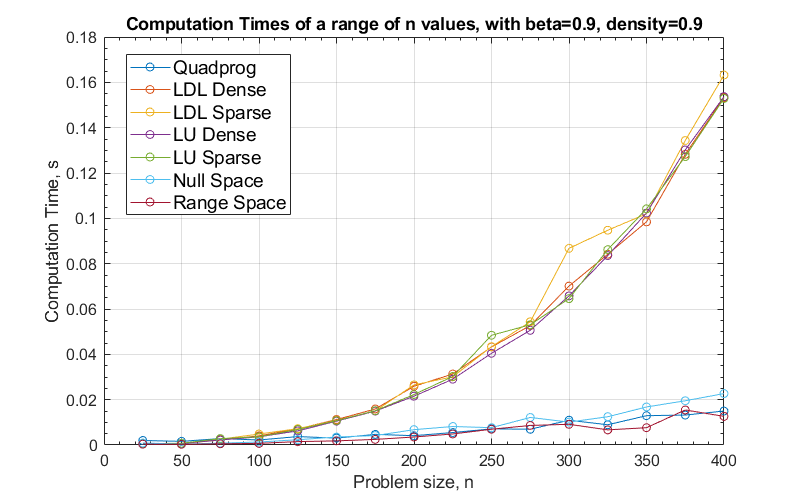 Computation Times of a range of n values, with beta=0.9, density=0.9
0.18
0.16
0.14
0.12
0.1
0.08
0.06
0.04
0.02
0
Computation Time, s
Quadprog
LDL Dense
LDL Sparse
LU Dense
LU Sparse
Null Space
Range Space
0 50 100 150 200 250 300 350 400
Problem size, n